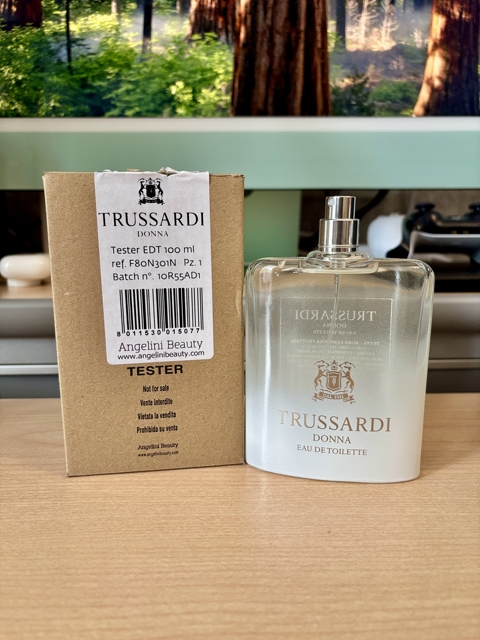 TRUSSARDI
DONNA
Tester EDT 100 ml
ref. F80N301N Pz. 1
Batch n°. 10R55AD1
8 011530 015077
Angelini Beauty
www.angelinibeauty.com
TESTER
Not for sale
Vente interdite
Vietata la vendita
Prohibida su venta
Angelini Beauty
www.angelinibeauty.com
TRUSSARDI
DONNA
TRUSSARDI
DONNA
EAU DE TOILETTE